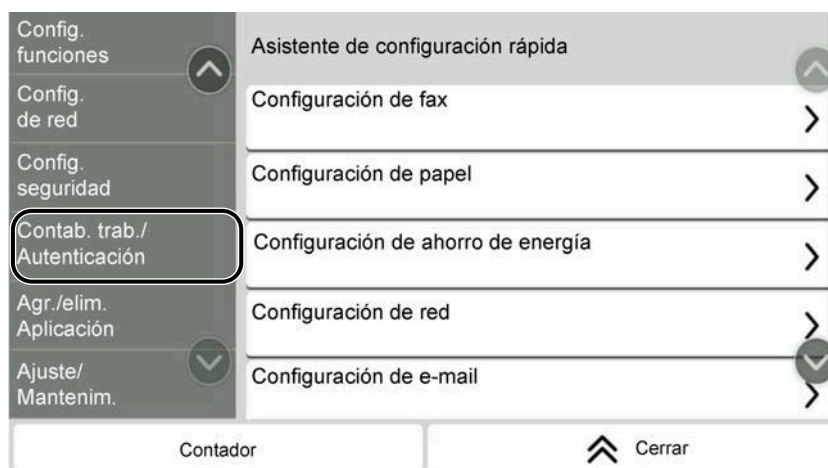 Config.
funciones
Config.
de red
Config.
seguridad
Contab. trab./
Autenticación
Agr./elim.
Aplicación
Ajuste/
Mantenim.
Asistente de configuración rápida
Configuración de fax
Configuración de papel
Configuración de ahorro de energía
Configuración de red
Configuración de e-mail
Contador
Cerrar